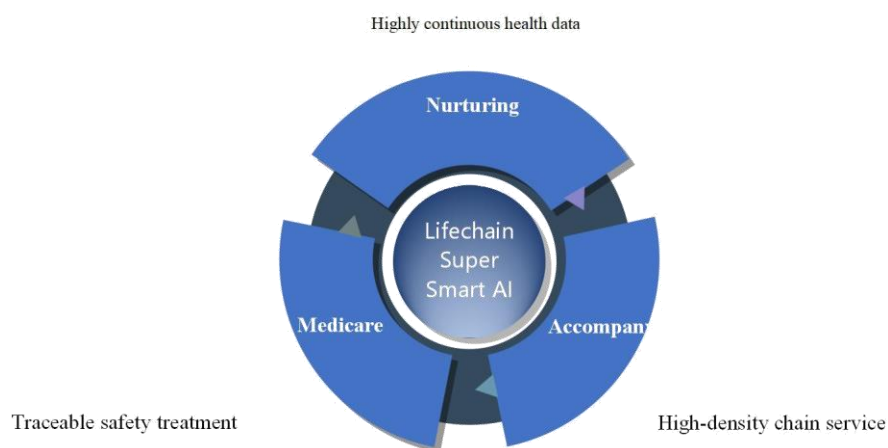 Highly continuous health data
Nurturing
Lifechain
Super
Smart AI
Medicare
Accompany
Traceable safety treatment
High-density chain service